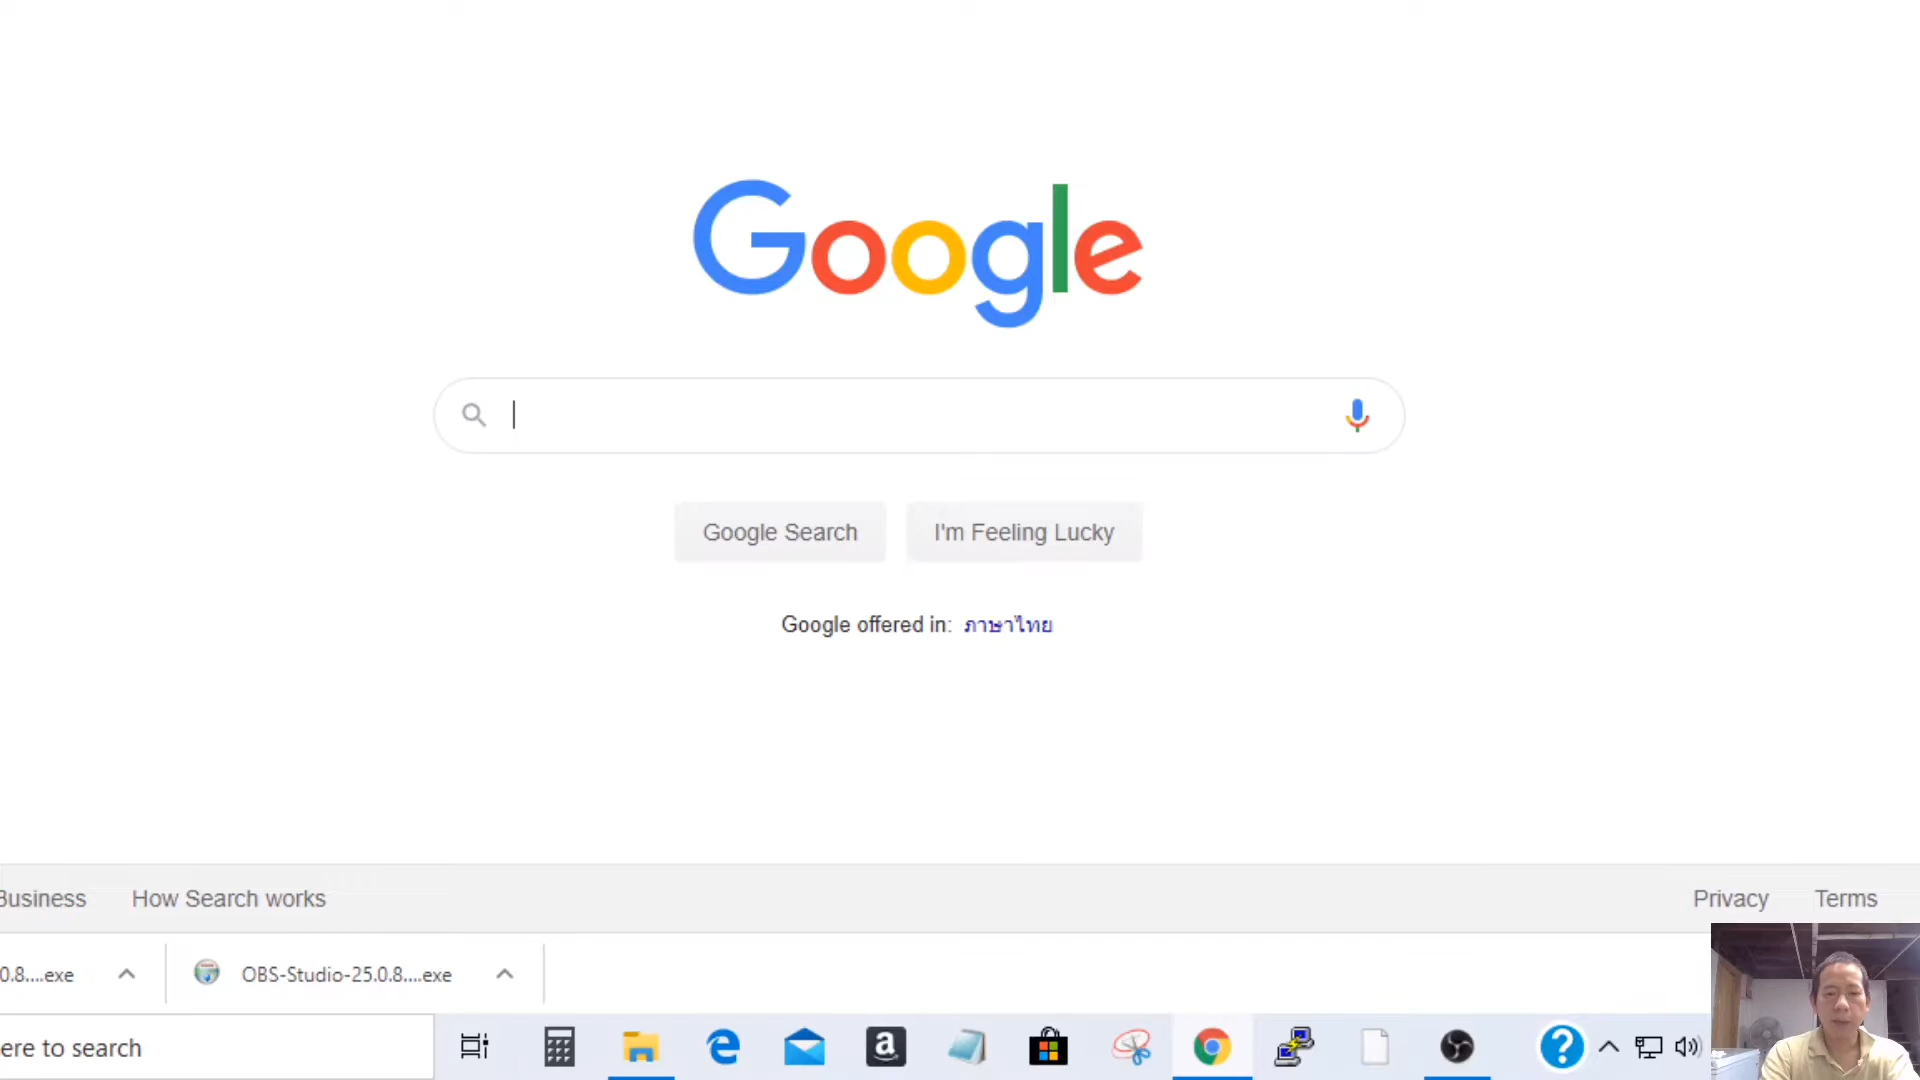 Google
Google Search
I'm Feeling Lucky
Google offered in: ภาษาไทย
Business
How Search works
Privacy
Terms
0.8....exe
OBS-Studio-25.0.8....exe
ere to search
a
?